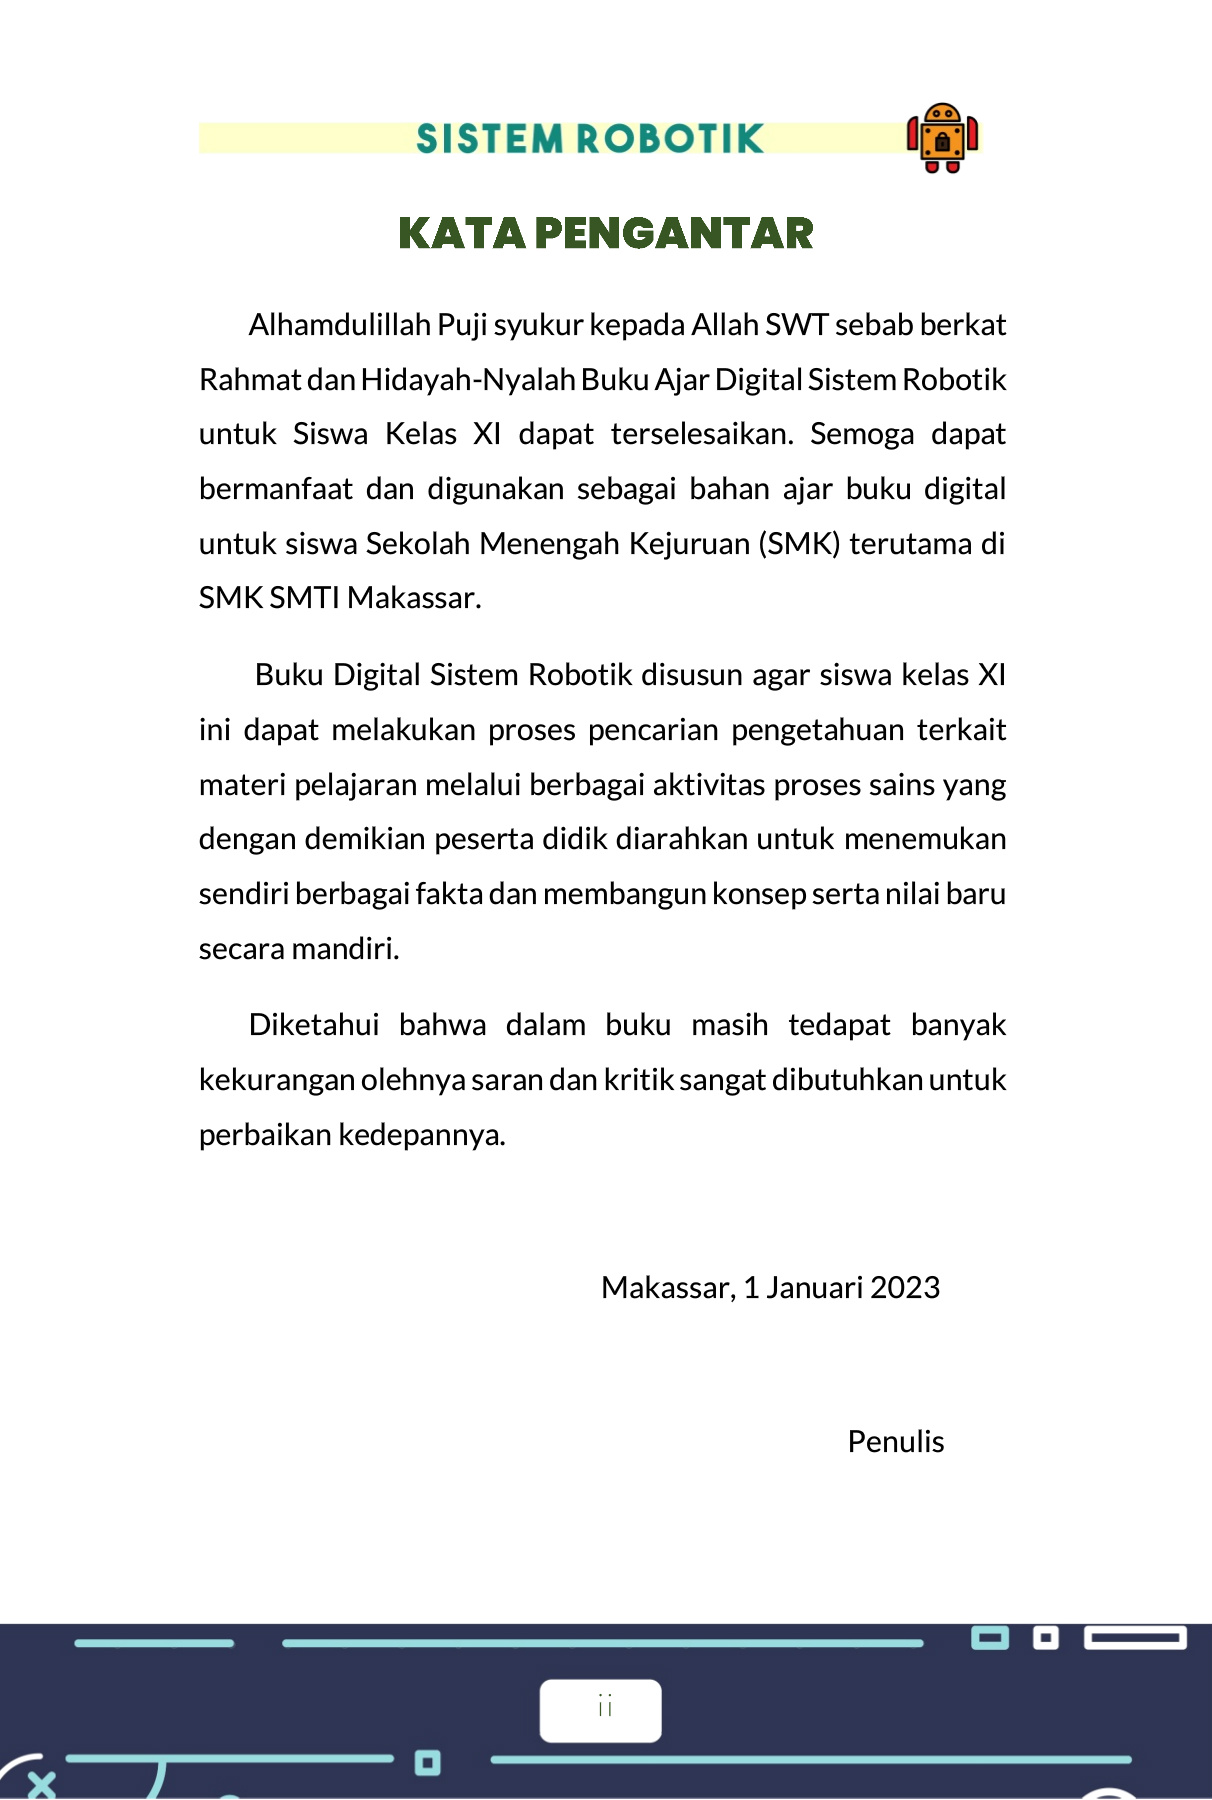 SISTEM ROBOTIK
KATA PENGANTAR
Alhamdulillah Puji syukur kepada Allah SWT sebab berkat
Rahmat dan Hidayah-Nyalah Buku Ajar Digital Sistem Robotik
untuk Siswa Kelas XI dapat terselesaikan. Semoga dapat
bermanfaat dan digunakan sebagai bahan ajar buku digital
untuk siswa Sekolah Menengah Kejuruan (SMK) terutama di
SMK SMTI Makassar.
Buku Digital Sistem Robotik disusun agar siswa kelas XI
ini dapat melakukan proses pencarian pengetahuan terkait
materi pelajaran melalui berbagai aktivitas proses sains yang
dengan demikian peserta didik diarahkan untuk menemukan
sendiri berbagai fakta dan membangun konsep serta nilai baru
secara mandiri.
Diketahui bahwa dalam buku masih tedapat banyak
kekurangan olehnya saran dan kritik sangat dibutuhkan untuk
perbaikan kedepannya.
Makassar, 1 Januari 2023
Penulis
ii